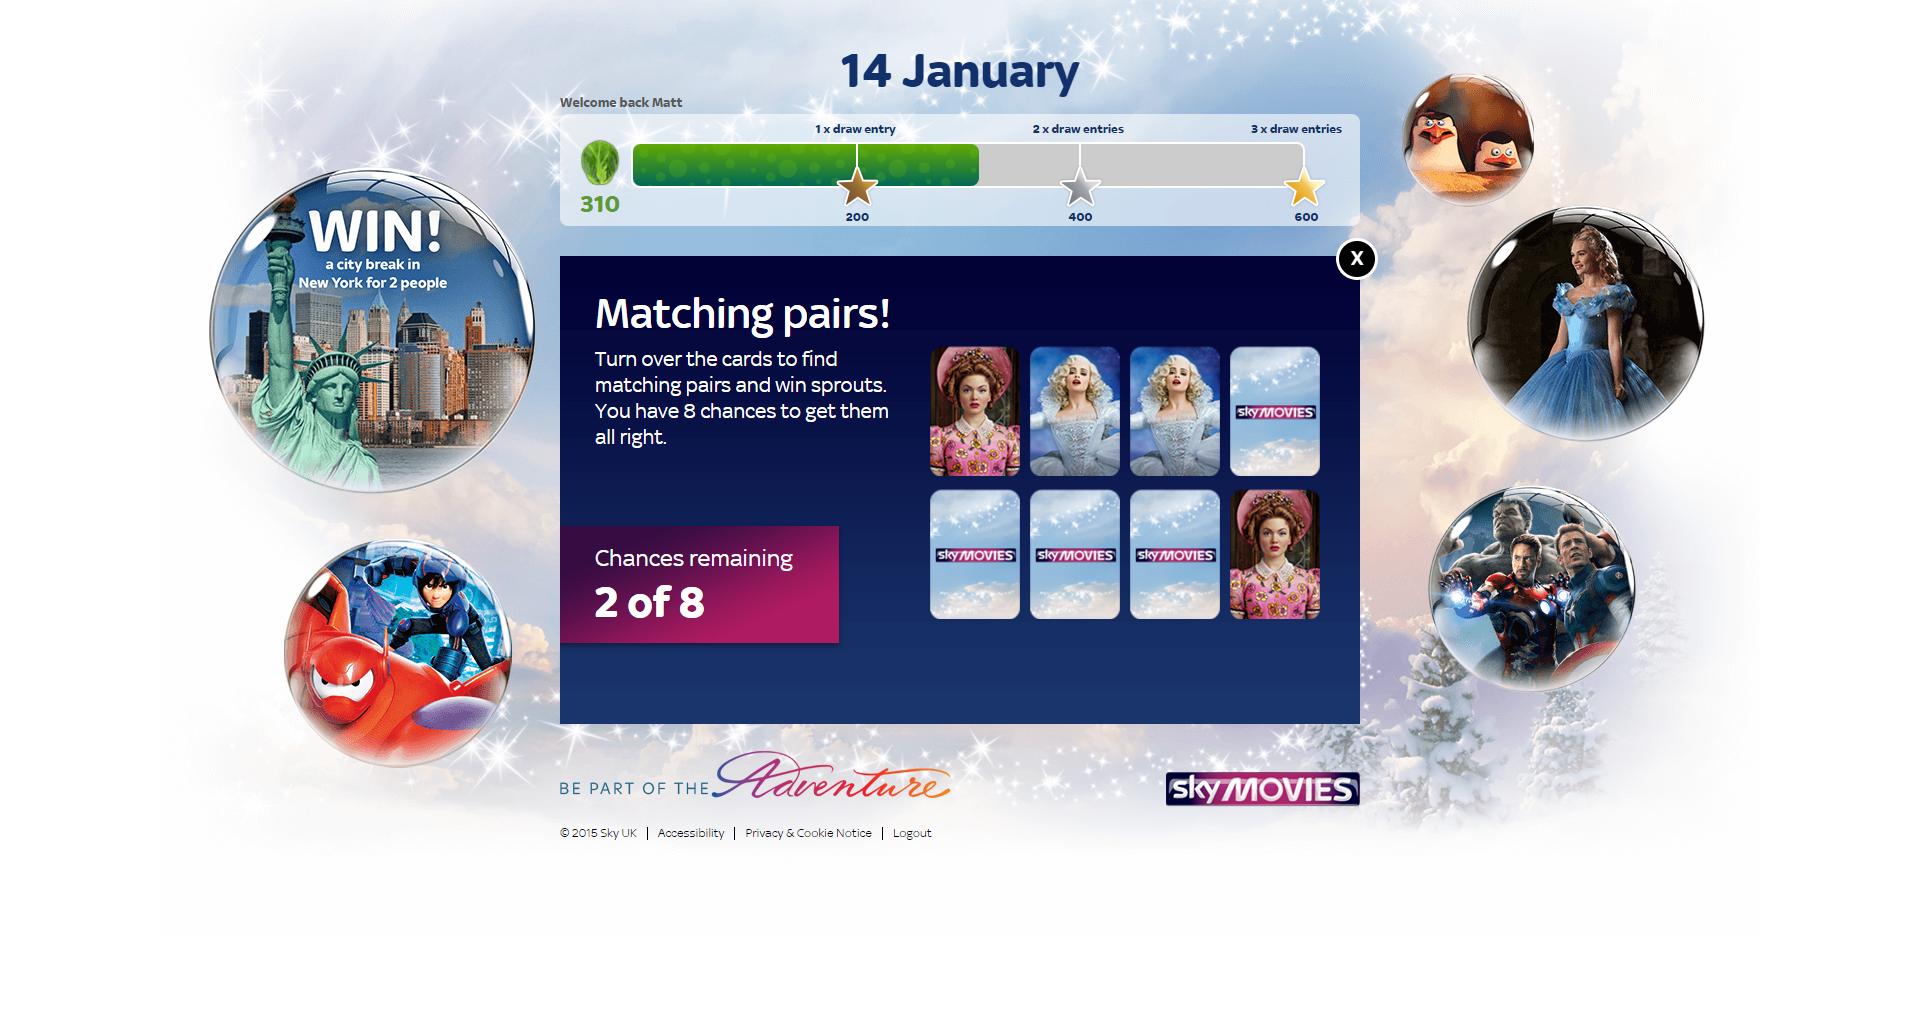 14 January
Welcome back Matt
1 x draw entry
2 x draw entries
3 x draw entries
310
200
400
600
WIN!
a city break in
New York for 2 people
X
Matching pairs!
Turn over the cards to find
matching pairs and win sprouts.
You have 8 chances to get them
all right.
sky MOVIES
sky MOVIES
sky MOVIES
sky MOVIES
Chances remaining
2 of 8
BE PART OF THE Adventure
sky MOVIES
© 2015 Sky UK | Accessibility | Privacy & Cookie Notice | Logout